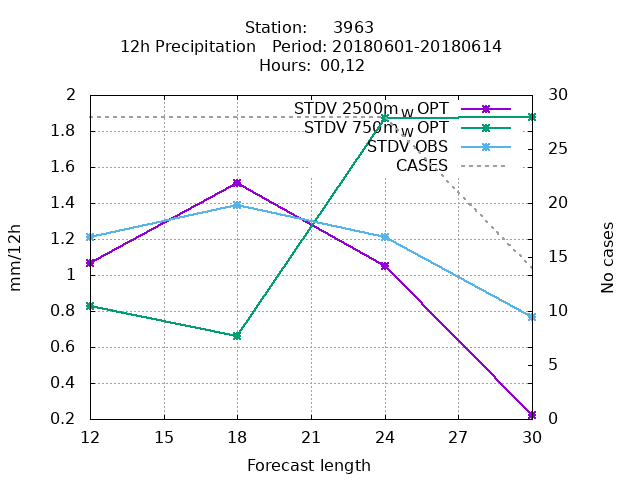 Station: 3963
12h Precipitation Period: 20180601-20180614
Hours: 00,12
STDV 2500m_w OPT
STDV 750m_w OPT
STDV OBS
CASES
2
1.8
1.6
1.4
1.2
1
0.8
0.6
0.4
0.2
30
25
20
15
10
5
0
mm/12h
No cases
12 15 18 21 24 27 30
Forecast length